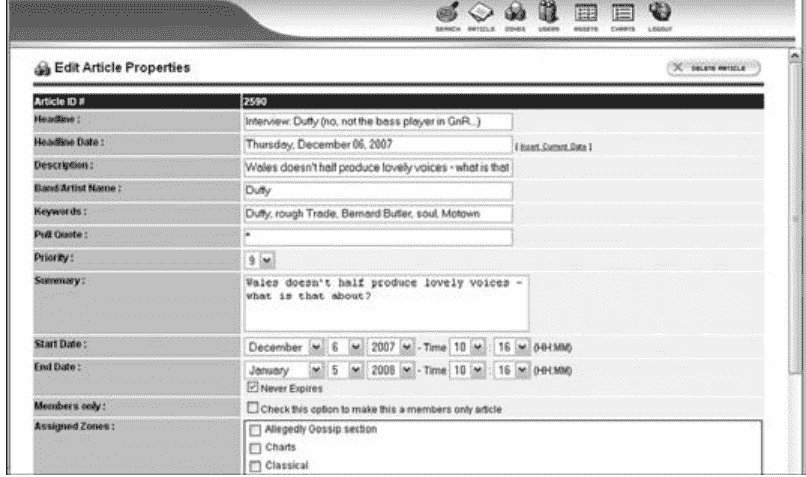 SEARCH ARTICLE ZONES USERS ASSETS CHARTS LOGOUT
Edit Article Properties
DELETE ARTICLE
Article ID # 2590
Headline : Interview: Duffy (no, not the bass player in GnR...)
Headline Date : Thursday, December 06, 2007 [ Insert Current Date ]
Description : Wales doesn't half produce lovely voices - what is that
Band/Artist Name : Duffy
Keywords : Duffy, rough Trade, Bernard Butler, soul, Motown
Pull Quote : *
Priority : 9
Summary : Wales doesn't half produce lovely voices -
what is that about?
Start Date : December 6 2007 - Time 10 : 16 (HH:MM)
End Date : January 5 2008 - Time 10 : 16 (HH:MM)
Never Expires
Members only : Check this option to make this a members only article
Assigned Zones : Allegedly Gossip section
Charts
Classical